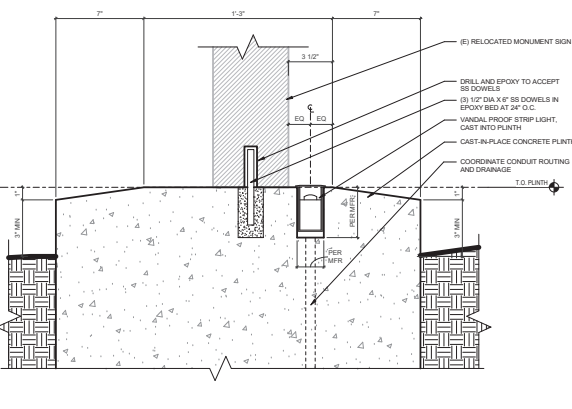 7"
1'-3"
7"
3 1/2"
EQ
EQ
(E) RELOCATED MONUMENT SIGN
DRILL AND EPOXY TO ACCEPT
SS DOWELS
(3) 1/2" DIA X 6" SS DOWELS IN
EPOXY BED AT 24" O.C.
VANDAL PROOF STRIP LIGHT,
CAST INTO PLINTH
CAST-IN-PLACE CONCRETE PLINTH
COORDINATE CONDUIT ROUTING
AND DRAINAGE
T.O. PLINTH
1"
3" MIN
PER MFR
PER
MFR
1"
3" MIN